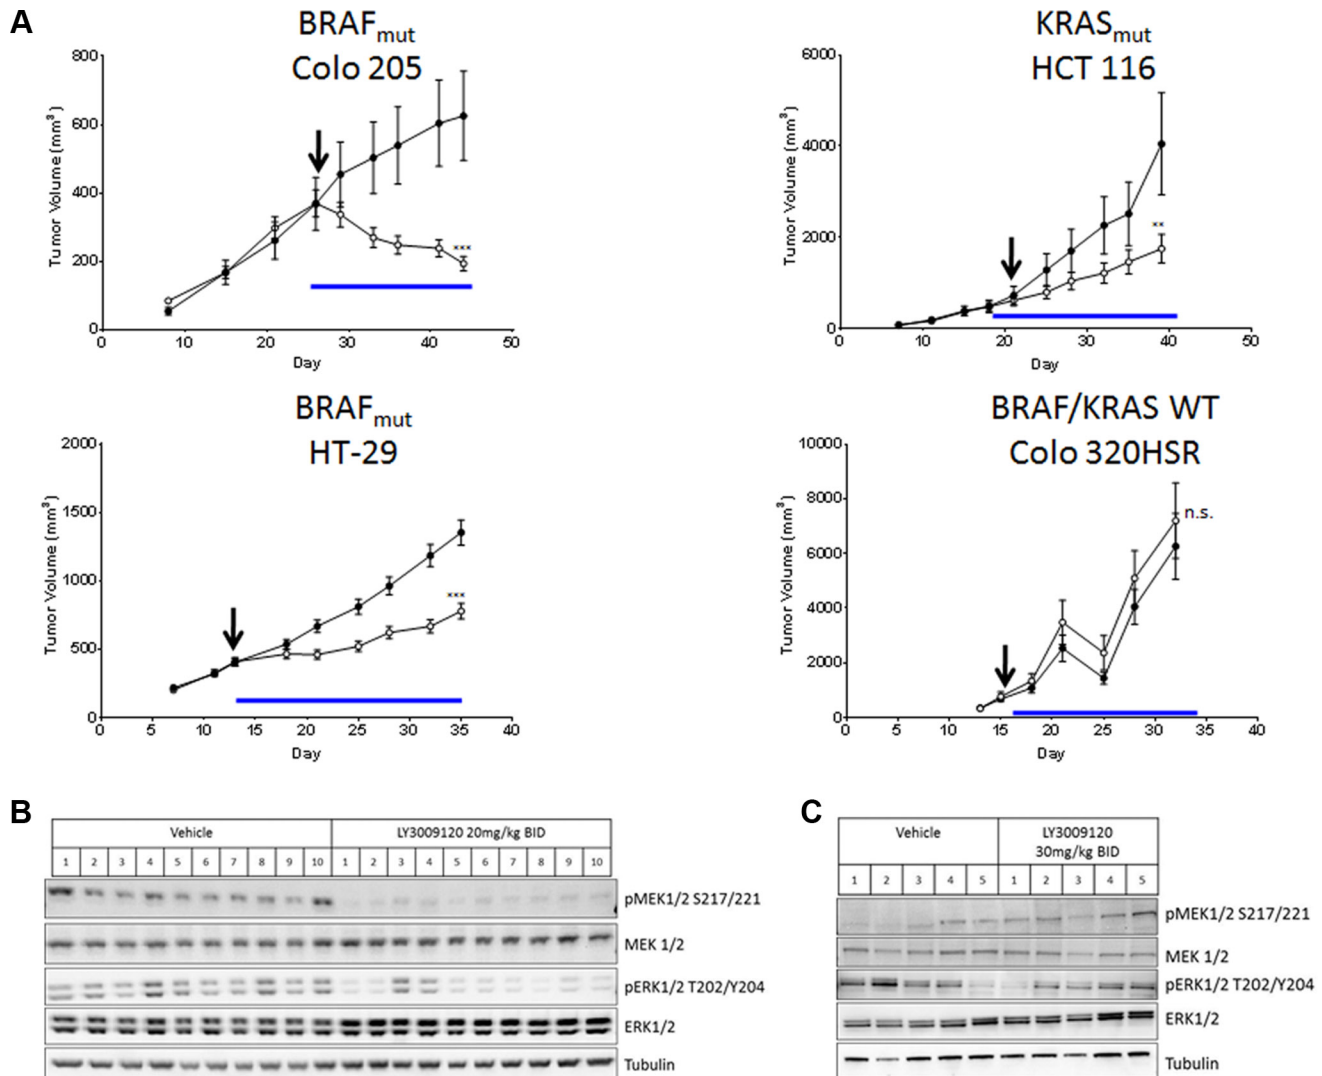 A
BRAFmut
Colo 205
Tumor Volume (mm³)
800
600
400
200
0
***
0 10 20 30 40 50
Day
KRASmut
HCT 116
Tumor Volume (mm³)
6000
4000
2000
0
**
0 10 20 30 40 50
Day
BRAFmut
HT-29
Tumor Volume (mm³)
2000
1500
1000
500
0
***
0 5 10 15 20 25 30 35 40
Day
BRAF/KRAS WT
Colo 320HSR
Tumor Volume (mm³)
10000
8000
6000
4000
2000
0
n.s.
0 5 10 15 20 25 30 35 40
Day
B
Vehicle LY3009120 20mg/kg BID
1 2 3 4 5 6 7 8 9 10 1 2 3 4 5 6 7 8 9 10
pMEK1/2 S217/221
MEK 1/2
pERK1/2 T202/Y204
ERK1/2
Tubulin
C
Vehicle LY3009120
30mg/kg BID
1 2 3 4 5 1 2 3 4 5
pMEK1/2 S217/221
MEK 1/2
pERK1/2 T202/Y204
ERK1/2
Tubulin